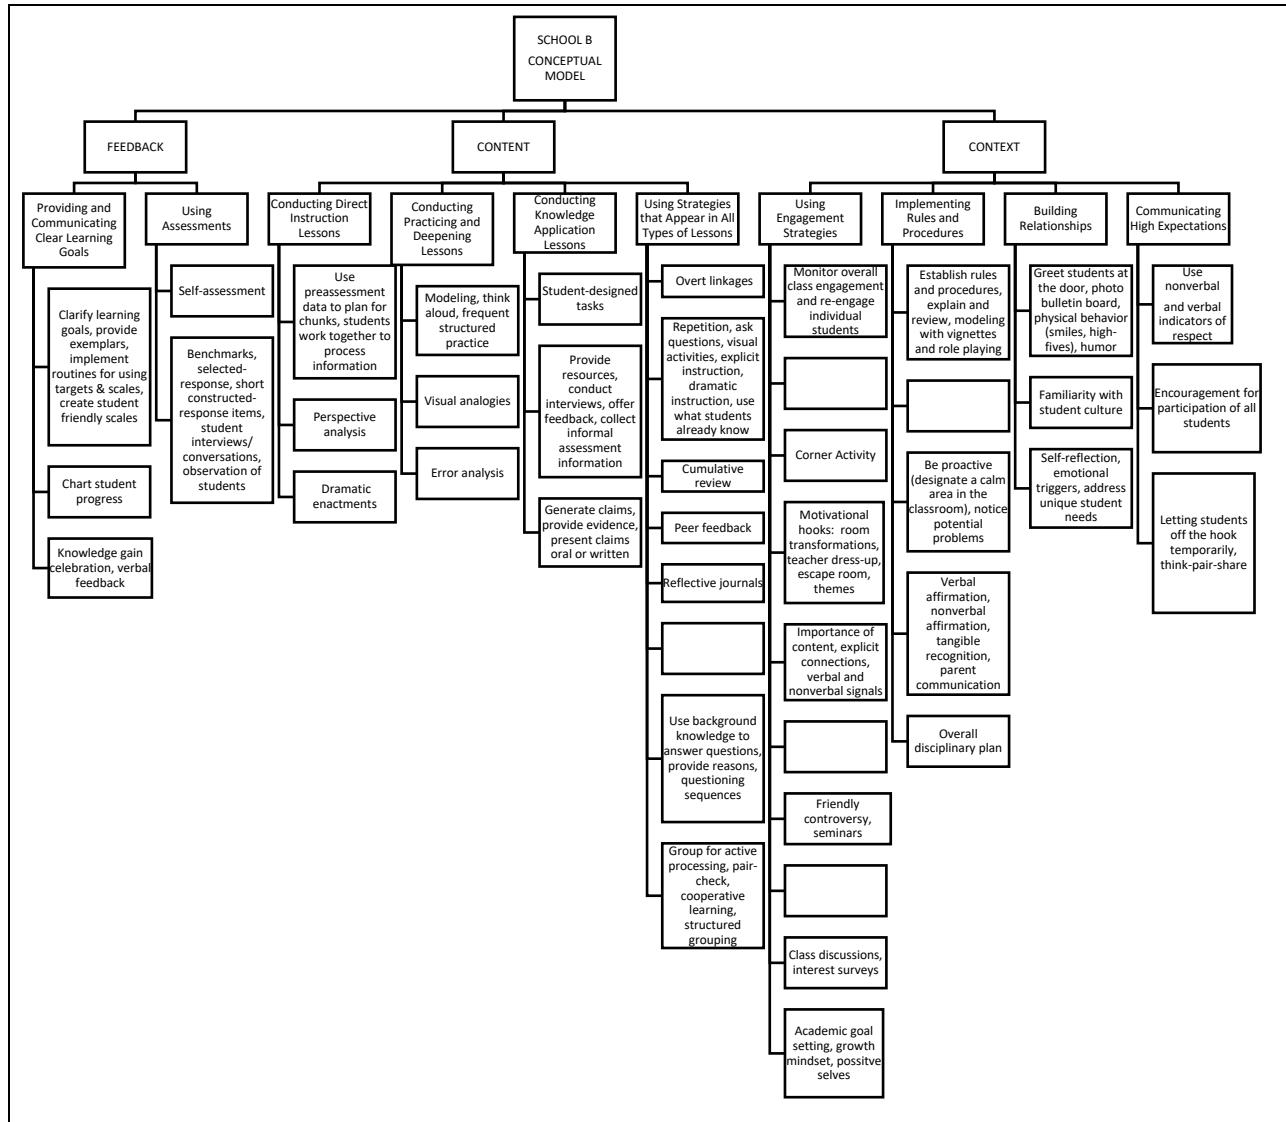 SCHOOL B
CONCEPTUAL
MODEL
FEEDBACK
CONTENT
CONTEXT
Providing and
Communicating
Clear Learning
Goals
Clarify learning
goals, provide
exemplars,
implement
routines for using
targets & scales,
create student
friendly scales
Chart student
progress
Knowledge gain
celebration, verbal
feedback
Using
Assessments
Self-assessment
Benchmarks,
selected-
response, short
constructed-
response items,
student
interviews/
conversations,
observation of
students
Conducting Direct
Instruction
Lessons
Use
preassessment
data to plan for
chunks, students
work together to
process
information
Perspective
analysis
Dramatic
enactments
Conducting
Practicing and
Deepening
Lessons
Modeling, think
aloud, frequent
structured
practice
Visual analogies
Error analysis
Conducting
Knowledge
Application
Lessons
Student-designed
tasks
Provide
resources,
conduct
interviews, offer
feedback, collect
informal
assessment
information
Generate claims,
provide evidence,
present claims
oral or written
Using Strategies
that Appear in All
Types of Lessons
Overt linkages
Repetition, ask
questions, visual
activities, explicit
instruction,
dramatic
instruction, use
what students
already know
Cumulative
review
Peer feedback
Reflective journals
Use background
knowledge to
answer questions,
provide reasons,
questioning
sequences
Group for active
processing, pair-
check,
cooperative
learning,
structured
grouping
Using
Engagement
Strategies
Monitor overall
class engagement
and re-engage
individual
students
Corner Activity
Motivational
hooks: room
transformations,
teacher dress-up,
escape room,
themes
Importance of
content, explicit
connections,
verbal and
nonverbal signals
Friendly
controversy,
seminars
Class discussions,
interest surveys
Academic goal
setting, growth
mindset, possitve
selves
Implementing
Rules and
Procedures
Establish rules
and procedures,
explain and
review, modeling
with vignettes
and role playing
Be proactive
(designate a calm
area in the
classroom), notice
potential
problems
Verbal
affirmation,
nonverbal
affirmation,
tangible
recognition,
parent
communication
Overall
disciplinary plan
Building
Relationships
Greet students at
the door, photo
bulletin board,
physical behavior
(smiles, high-
fives), humor
Familiarity with
student culture
Self-reflection,
emotional
triggers, address
unique student
needs
Communicating
High Expectations
Use
nonverbal
and verbal
indicators of
respect
Encouragement for
participation of all
students
Letting students
off the hook
temporarily,
think-pair-share